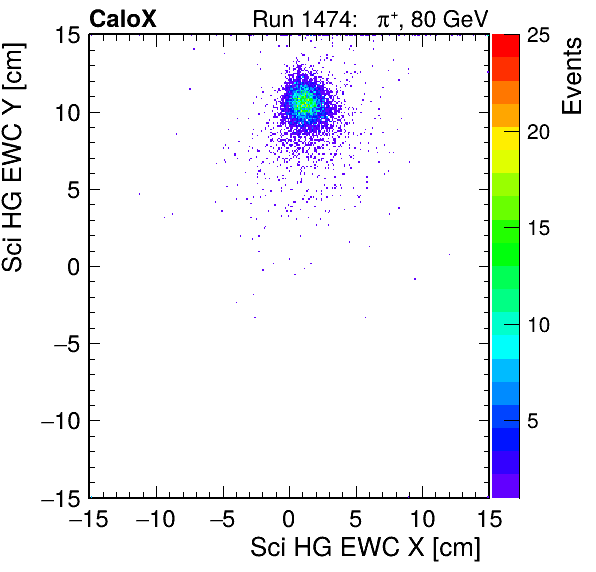 CaloX Run 1474: π⁺, 80 GeV
Sci HG EWC Y [cm]
15
10
5
0
−5
−10
−15
−15 −10 −5 0 5 10 15
Sci HG EWC X [cm]
25
20
15
10
5
Events